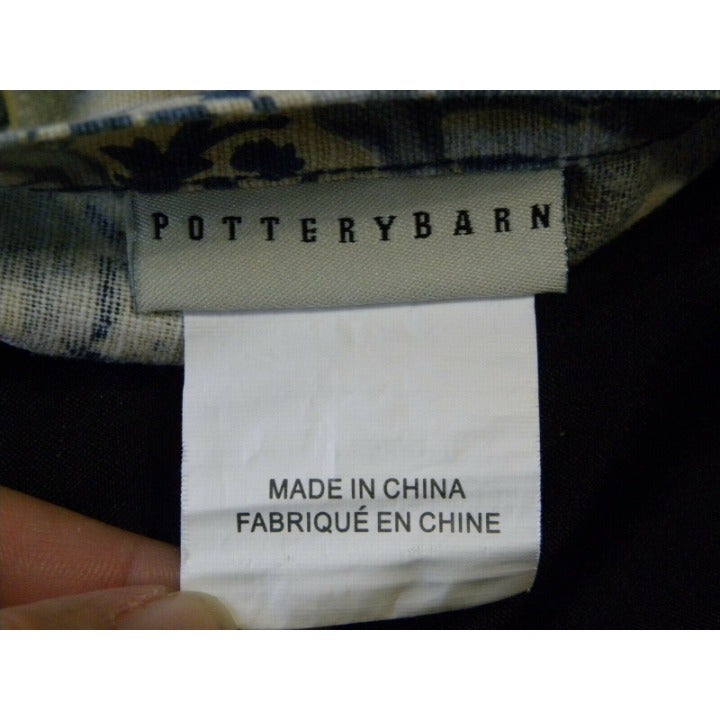 POTTERYBARN
MADE IN CHINA
FABRIQUÉ EN CHINE